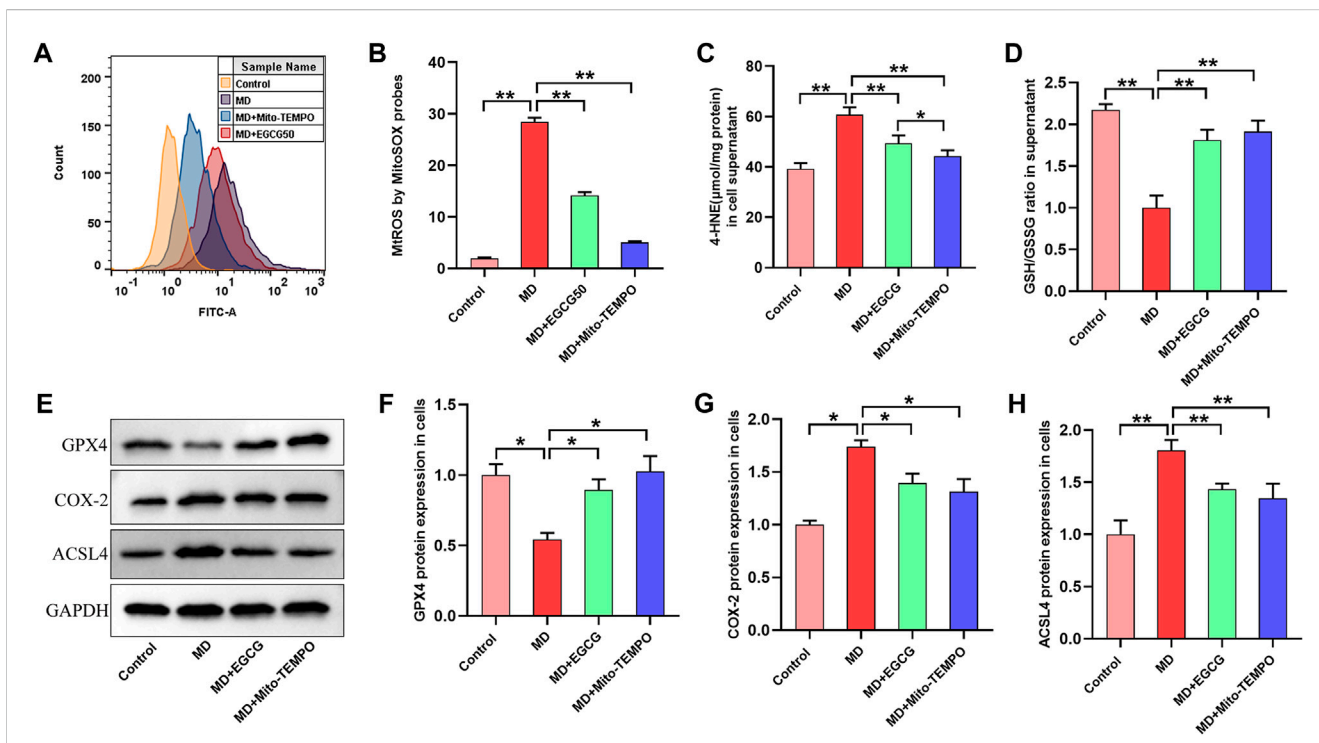 A
Sample Name
Control
MD
MD+Mito-TEMPO
MD+EGCG50
200
150
100
50
0
Count
10-1
100
101
102
103
FITC-A
B
MtROS by MitoSOX probes
40
30
20
10
0
**
**
**
Control
MD
MD+EGCG50
MD+Mito-TEMPO
C
4-HNE(μmol/mg protein)
in cell supernatant
80
60
40
20
0
**
**
**
*
Control
MD
MD+EGCG
MD+Mito-TEMPO
D
GSH/GSSG ratio in supernatant
2.5
2.0
1.5
1.0
0.5
0.0
**
**
**
Control
MD
MD+EGCG
MD+Mito-TEMPO
E
GPX4
COX-2
ACSL4
GAPDH
Control
MD
MD+EGCG
MD+Mito-TEMPO
F
GPX4 protein expression in cells
1.5
1.0
0.5
0.0
*
*
*
Control
MD
MD+EGCG
MD+Mito-TEMPO
G
COX-2 protein expression in cells
2.0
1.5
1.0
0.5
0.0
*
*
*
Control
MD
MD+EGCG
MD+Mito-TEMPO
H
ACSL4 protein expression in cells
2.0
1.5
1.0
0.5
0.0
**
**
**
Control
MD
MD+EGCG
MD+Mito-TEMPO